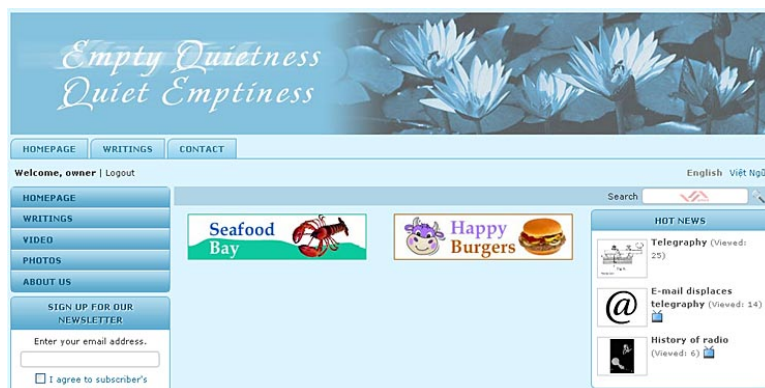 Empty Quietness
Quiet Emptiness
HOMEPAGE WRITINGS CONTACT
Welcome, owner | Logout
English Việt Ngữ
HOMEPAGE
WRITINGS
VIDEO
PHOTOS
ABOUT US
SIGN UP FOR OUR
NEWSLETTER
Enter your email address.
I agree to subscriber's
Seafood
Bay
Happy
Burgers
Search
HOT NEWS
Telegraphy (Viewed:
25)
E-mail displaces
telegraphy (Viewed: 14)
@
History of radio
(Viewed: 6)